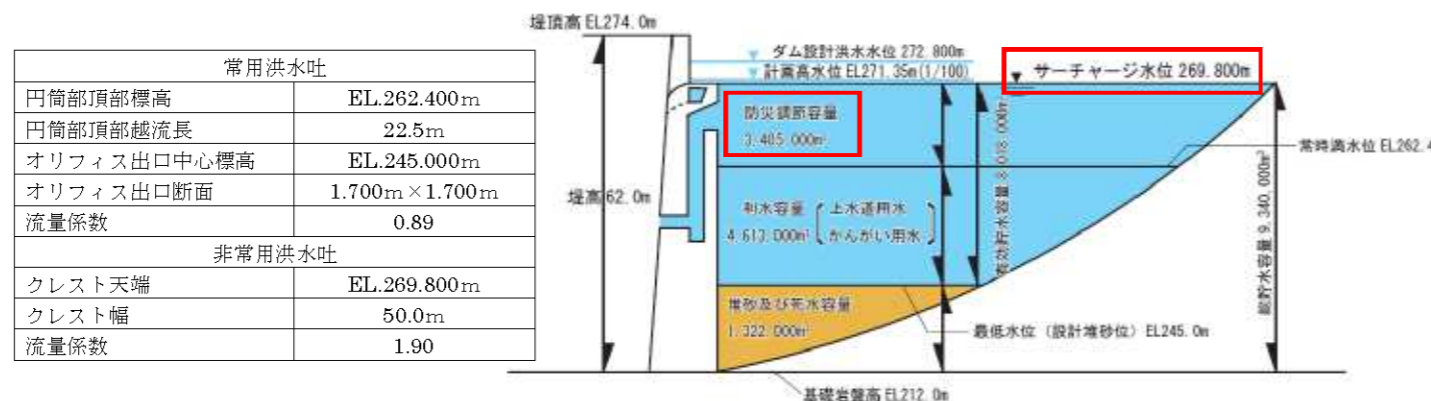 常用洪水吐
円筒部頂部標高 EL.262.400m
円筒部頂部越流長 22.5m
オリフィス出口中心標高 EL.245.000m
オリフィス出口断面 1.700m×1.700m
流量係数 0.89
非常用洪水吐
クレスト天端 EL.269.800m
クレスト幅 50.0m
流量係数 1.90
堤頂高 EL274.0m
ダム設計洪水水位 272.800m
計画高水位 EL271.35m(1/100)
サーチャージ水位 269.800m
防災調節容量
3,405,000m³
常時満水位 EL262.4
堤高 62.0m
利水容量 上水道用水
4,613,000m³ かんがい用水
有効貯水容量 8,018,000m³
総貯水容量 9,340,000m³
堆砂及び死水容量
1,322,000m³
最低水位（設計堆砂位）EL245.0m
基礎岩盤高 EL212.0m